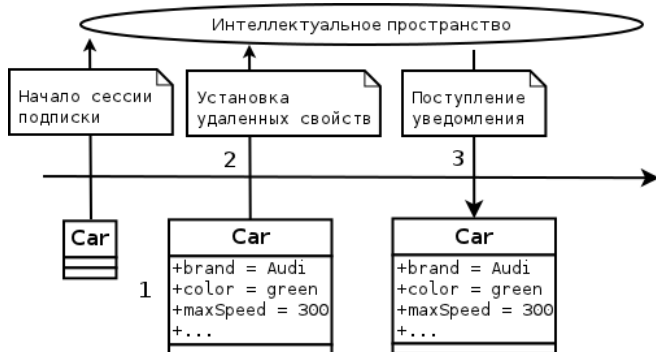 Интеллектуальное пространство
Начало сессии
подписки
Установка
удаленных свойств
Поступление
уведомления
2
3
Car
1
Car
+brand = Audi
+color = green
+maxSpeed = 300
+...
Car
+brand = Audi
+color = green
+maxSpeed = 300
+...